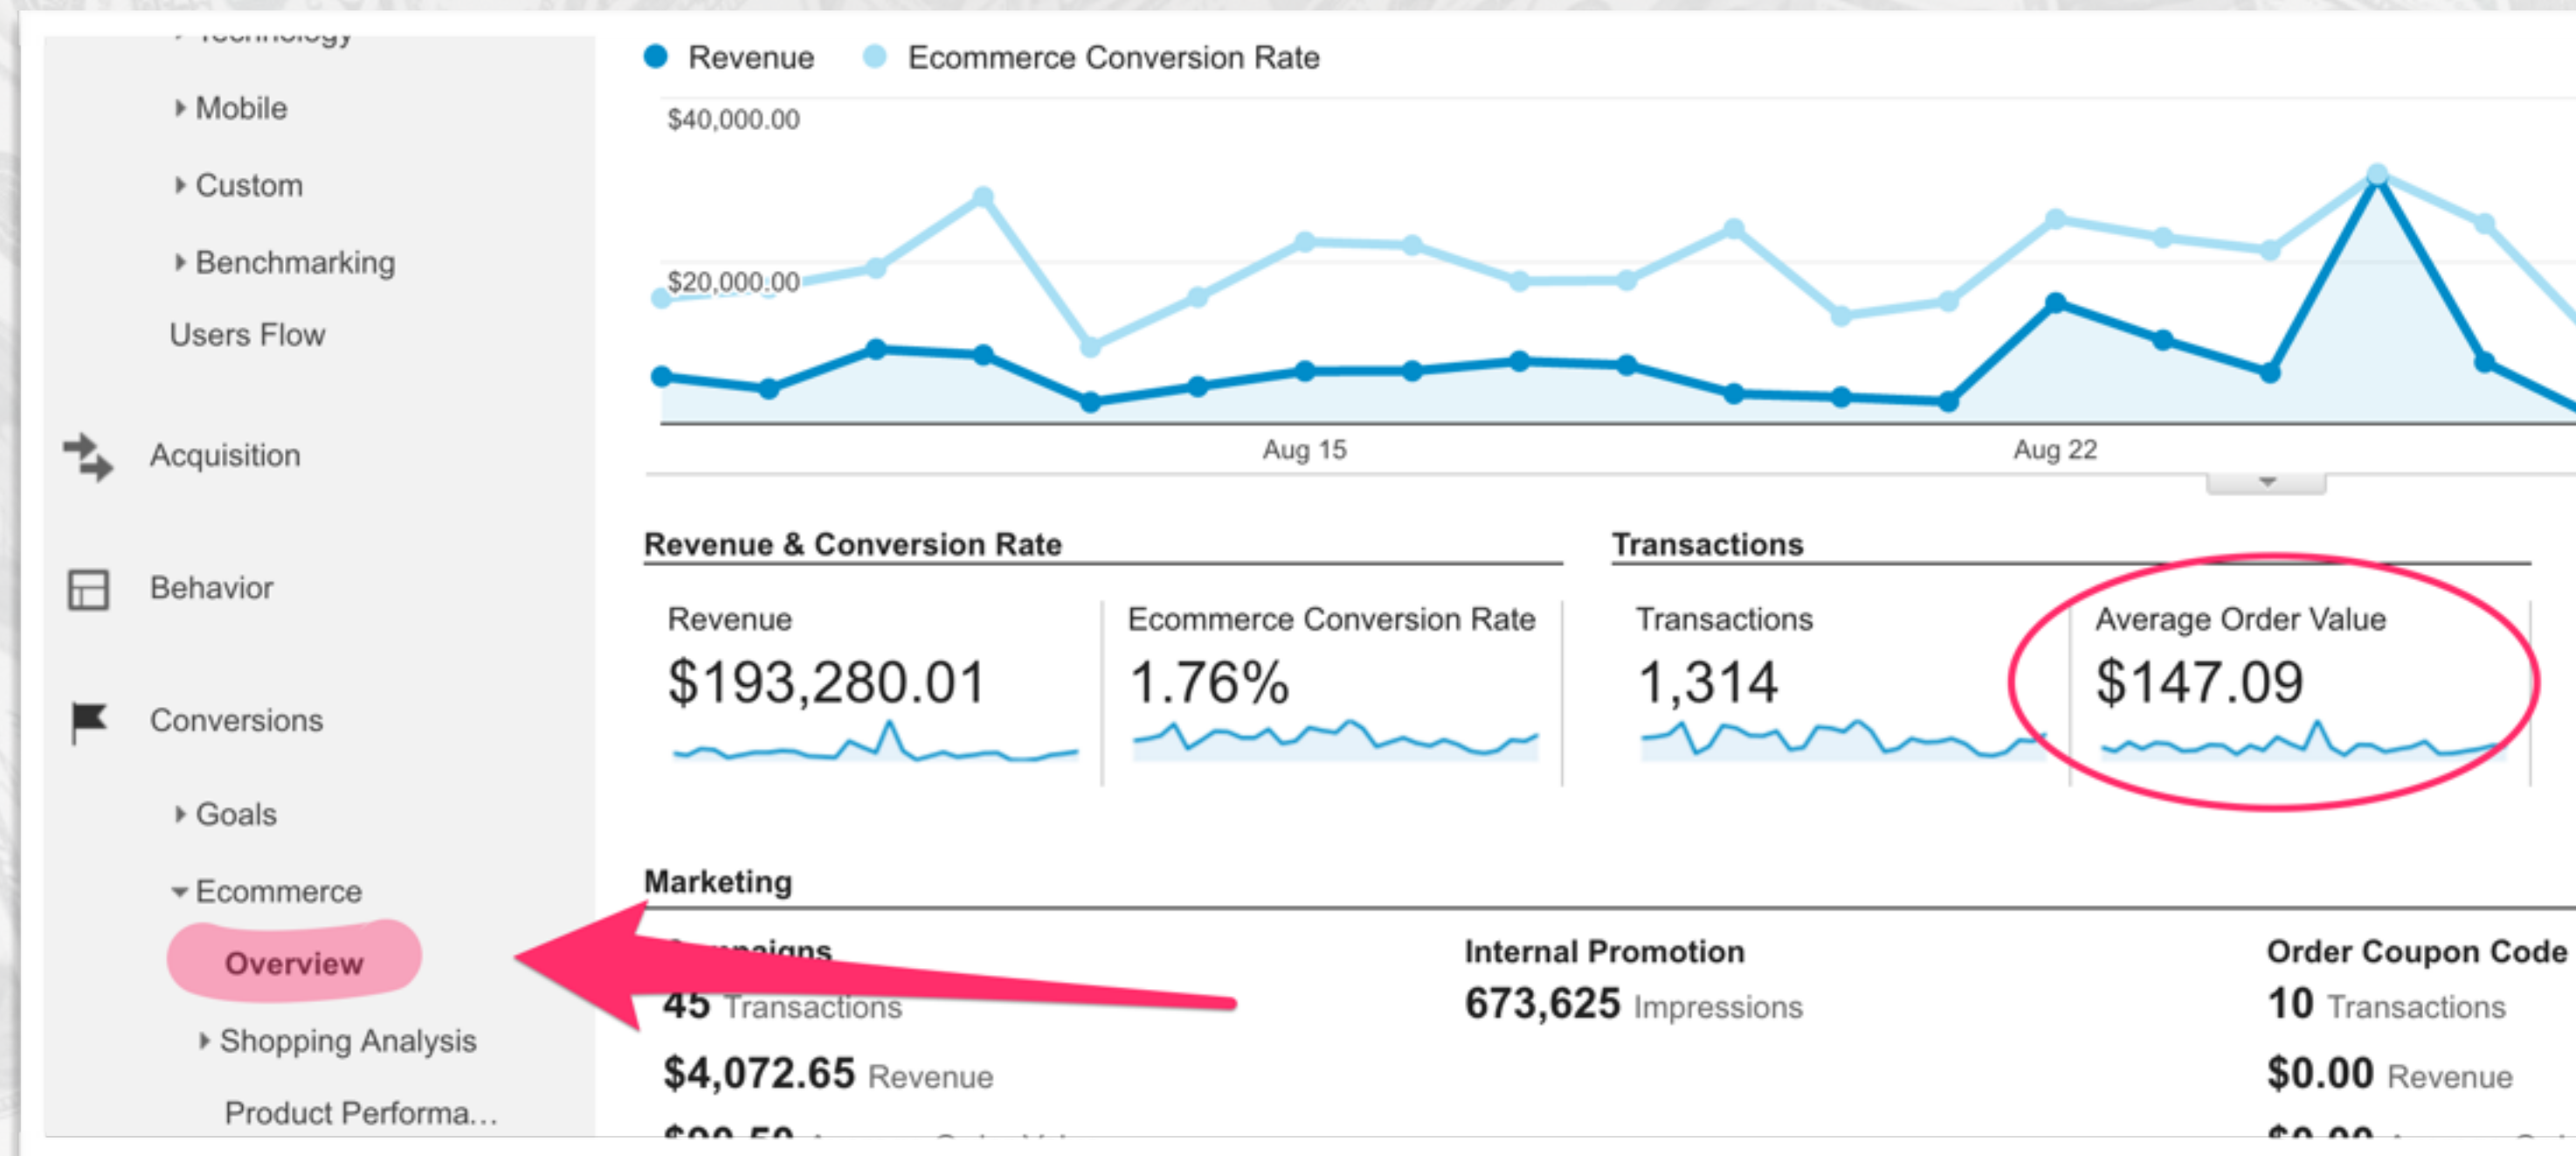 Technology
Mobile
Custom
Benchmarking
Users Flow
Acquisition
Behavior
Conversions
Goals
Ecommerce
Overview
Shopping Analysis
Product Performa...
Revenue Ecommerce Conversion Rate
$40,000.00
$20,000.00
Aug 15 Aug 22
Revenue & Conversion Rate
Revenue
$193,280.01
Ecommerce Conversion Rate
1.76%
Transactions
Transactions
1,314
Average Order Value
$147.09
Marketing
Campaigns
45 Transactions
$4,072.65 Revenue
Internal Promotion
673,625 Impressions
Order Coupon Code
10 Transactions
$0.00 Revenue